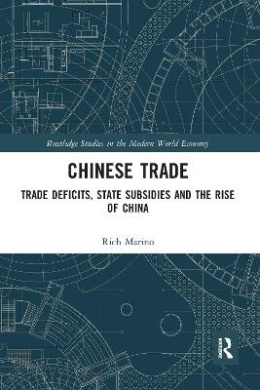 Routledge Studies in the Modern World Economy
CHINESE TRADE
TRADE DEFICITS, STATE SUBSIDIES AND THE RISE
OF CHINA
Rich Marino
R
ROUTLEDGE